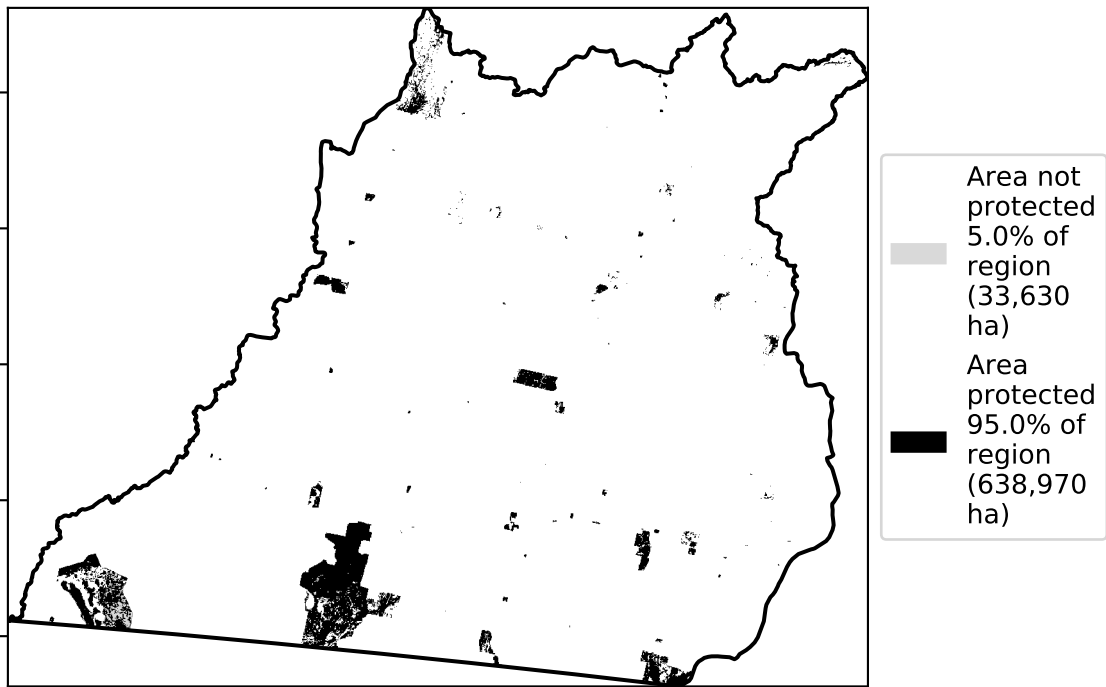 Area not
protected
5.0% of
region
(33,630
ha)
Area
protected
95.0% of
region
(638,970
ha)